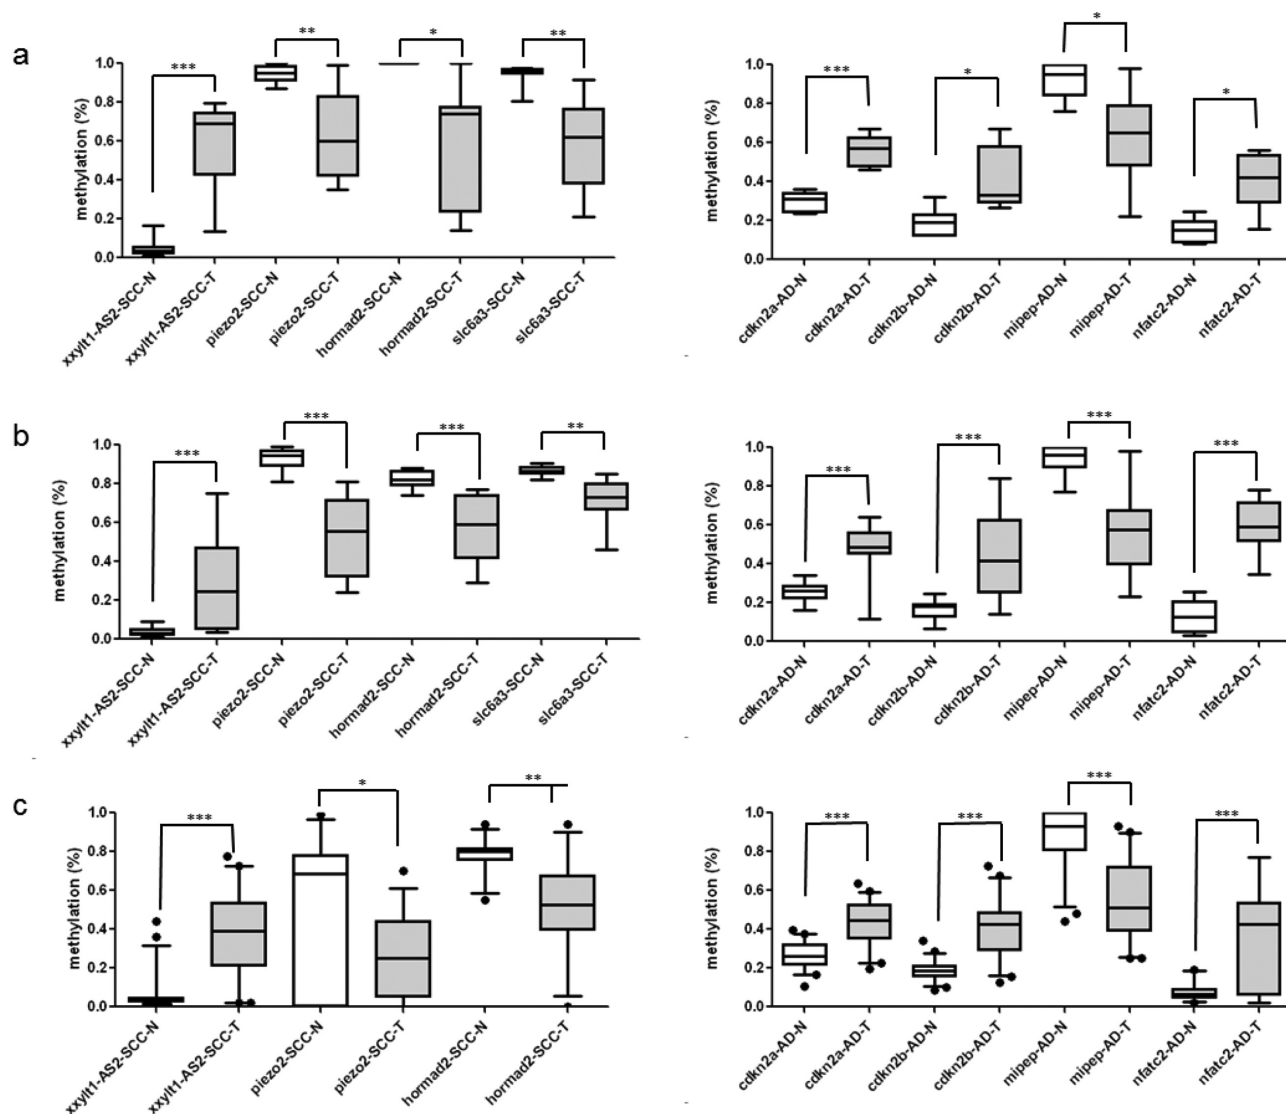 a
methylation (%)
1.0
0.8
0.6
0.4
0.2
0.0
***
**
*
**
xxylt1-AS2-SCC-N
xxylt1-AS2-SCC-T
piezo2-SCC-N
piezo2-SCC-T
hormad2-SCC-N
hormad2-SCC-T
slc6a3-SCC-N
slc6a3-SCC-T
methylation (%)
1.0
0.8
0.6
0.4
0.2
0.0
***
*
*
*
cdkn2a-AD-N
cdkn2a-AD-T
cdkn2b-AD-N
cdkn2b-AD-T
mipep-AD-N
mipep-AD-T
nfatc2-AD-N
nfatc2-AD-T
b
methylation (%)
1.0
0.8
0.6
0.4
0.2
0.0
***
***
***
**
xxylt1-AS2-SCC-N
xxylt1-AS2-SCC-T
piezo2-SCC-N
piezo2-SCC-T
hormad2-SCC-N
hormad2-SCC-T
slc6a3-SCC-N
slc6a3-SCC-T
methylation (%)
1.0
0.8
0.6
0.4
0.2
0.0
***
***
***
***
cdkn2a-AD-N
cdkn2a-AD-T
cdkn2b-AD-N
cdkn2b-AD-T
mipep-AD-N
mipep-AD-T
nfatc2-AD-N
nfatc2-AD-T
c
methylation (%)
1.0
0.8
0.6
0.4
0.2
0.0
***
*
**
xxylt1-AS2-SCC-N
xxylt1-AS2-SCC-T
piezo2-SCC-N
piezo2-SCC-T
hormad2-SCC-N
hormad2-SCC-T
methylation (%)
1.0
0.8
0.6
0.4
0.2
0.0
***
***
***
***
cdkn2a-AD-N
cdkn2a-AD-T
cdkn2b-AD-N
cdkn2b-AD-T
mipep-AD-N
mipep-AD-T
nfatc2-AD-N
nfatc2-AD-T